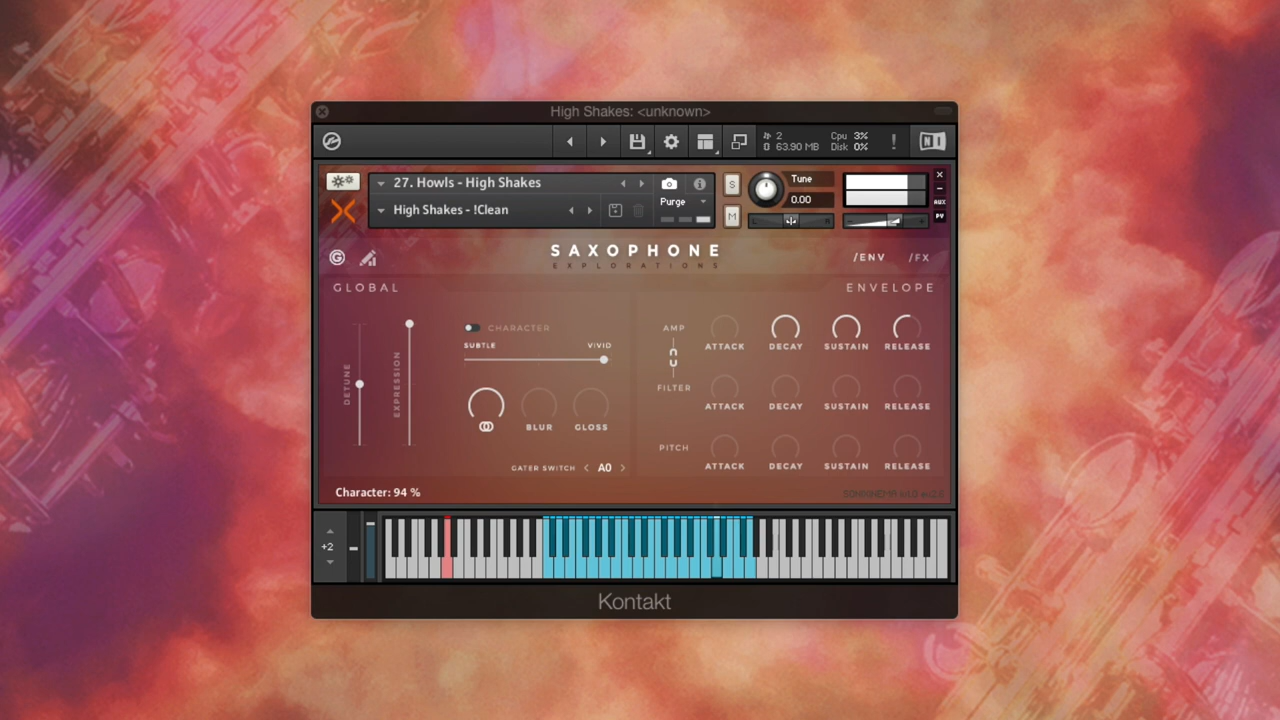 High Shakes: <unknown>
2
63.90 MB
Cpu 3%
Disk 0%
!
27. Howls - High Shakes
High Shakes - !Clean
Purge
S
M
Tune
0.00
L
R
AUX
PV
SAXOPHONE
EXPLORATIONS
/ENV
/FX
GLOBAL
ENVELOPE
DETUNE
EXPRESSION
CHARACTER
SUBTLE
VIVID
BLUR
GLOSS
GATER SWITCH
A0
AMP
FILTER
ATTACK
DECAY
SUSTAIN
RELEASE
ATTACK
DECAY
SUSTAIN
RELEASE
PITCH
ATTACK
DECAY
SUSTAIN
RELEASE
Character: 94 %
+2
Kontakt